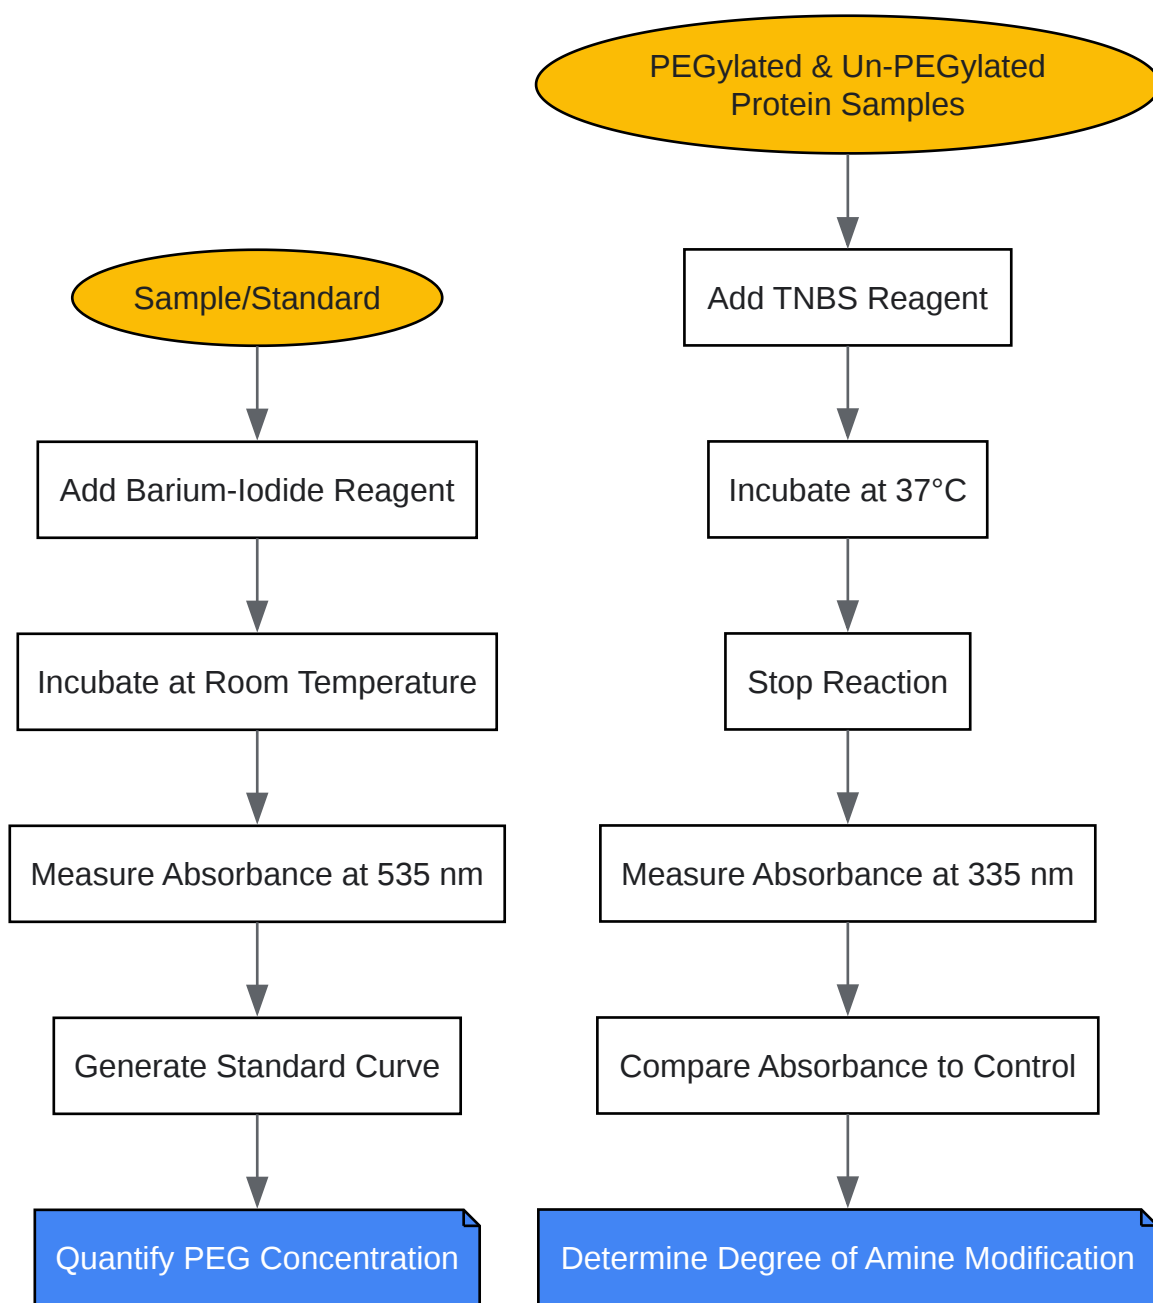 Sample/Standard
Add Barium-Iodide Reagent
Incubate at Room Temperature
Measure Absorbance at 535 nm
Generate Standard Curve
Quantify PEG Concentration
PEGylated & Un-PEGylated
Protein Samples
Add TNBS Reagent
Incubate at 37°C
Stop Reaction
Measure Absorbance at 335 nm
Compare Absorbance to Control
Determine Degree of Amine Modification